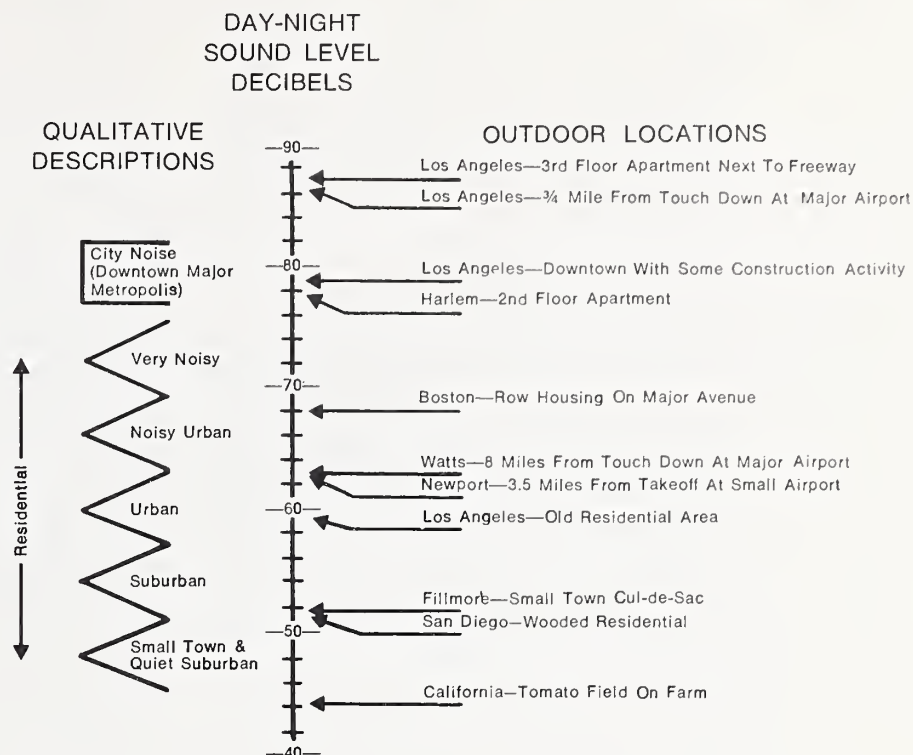 DAY-NIGHT
SOUND LEVEL
DECIBELS
QUALITATIVE
DESCRIPTIONS
OUTDOOR LOCATIONS
—90—
Los Angeles—3rd Floor Apartment Next To Freeway
Los Angeles—¾ Mile From Touch Down At Major Airport
City Noise
(Downtown Major
Metropolis)
—80—
Los Angeles—Downtown With Some Construction Activity
Harlem—2nd Floor Apartment
Very Noisy
—70—
Boston—Row Housing On Major Avenue
Noisy Urban
Watts—8 Miles From Touch Down At Major Airport
Newport—3.5 Miles From Takeoff At Small Airport
Residential
Urban
—60—
Los Angeles—Old Residential Area
Suburban
Fillmore—Small Town Cul-de-Sac
San Diego—Wooded Residential
—50—
Small Town &
Quiet Suburban
California—Tomato Field On Farm
—40—